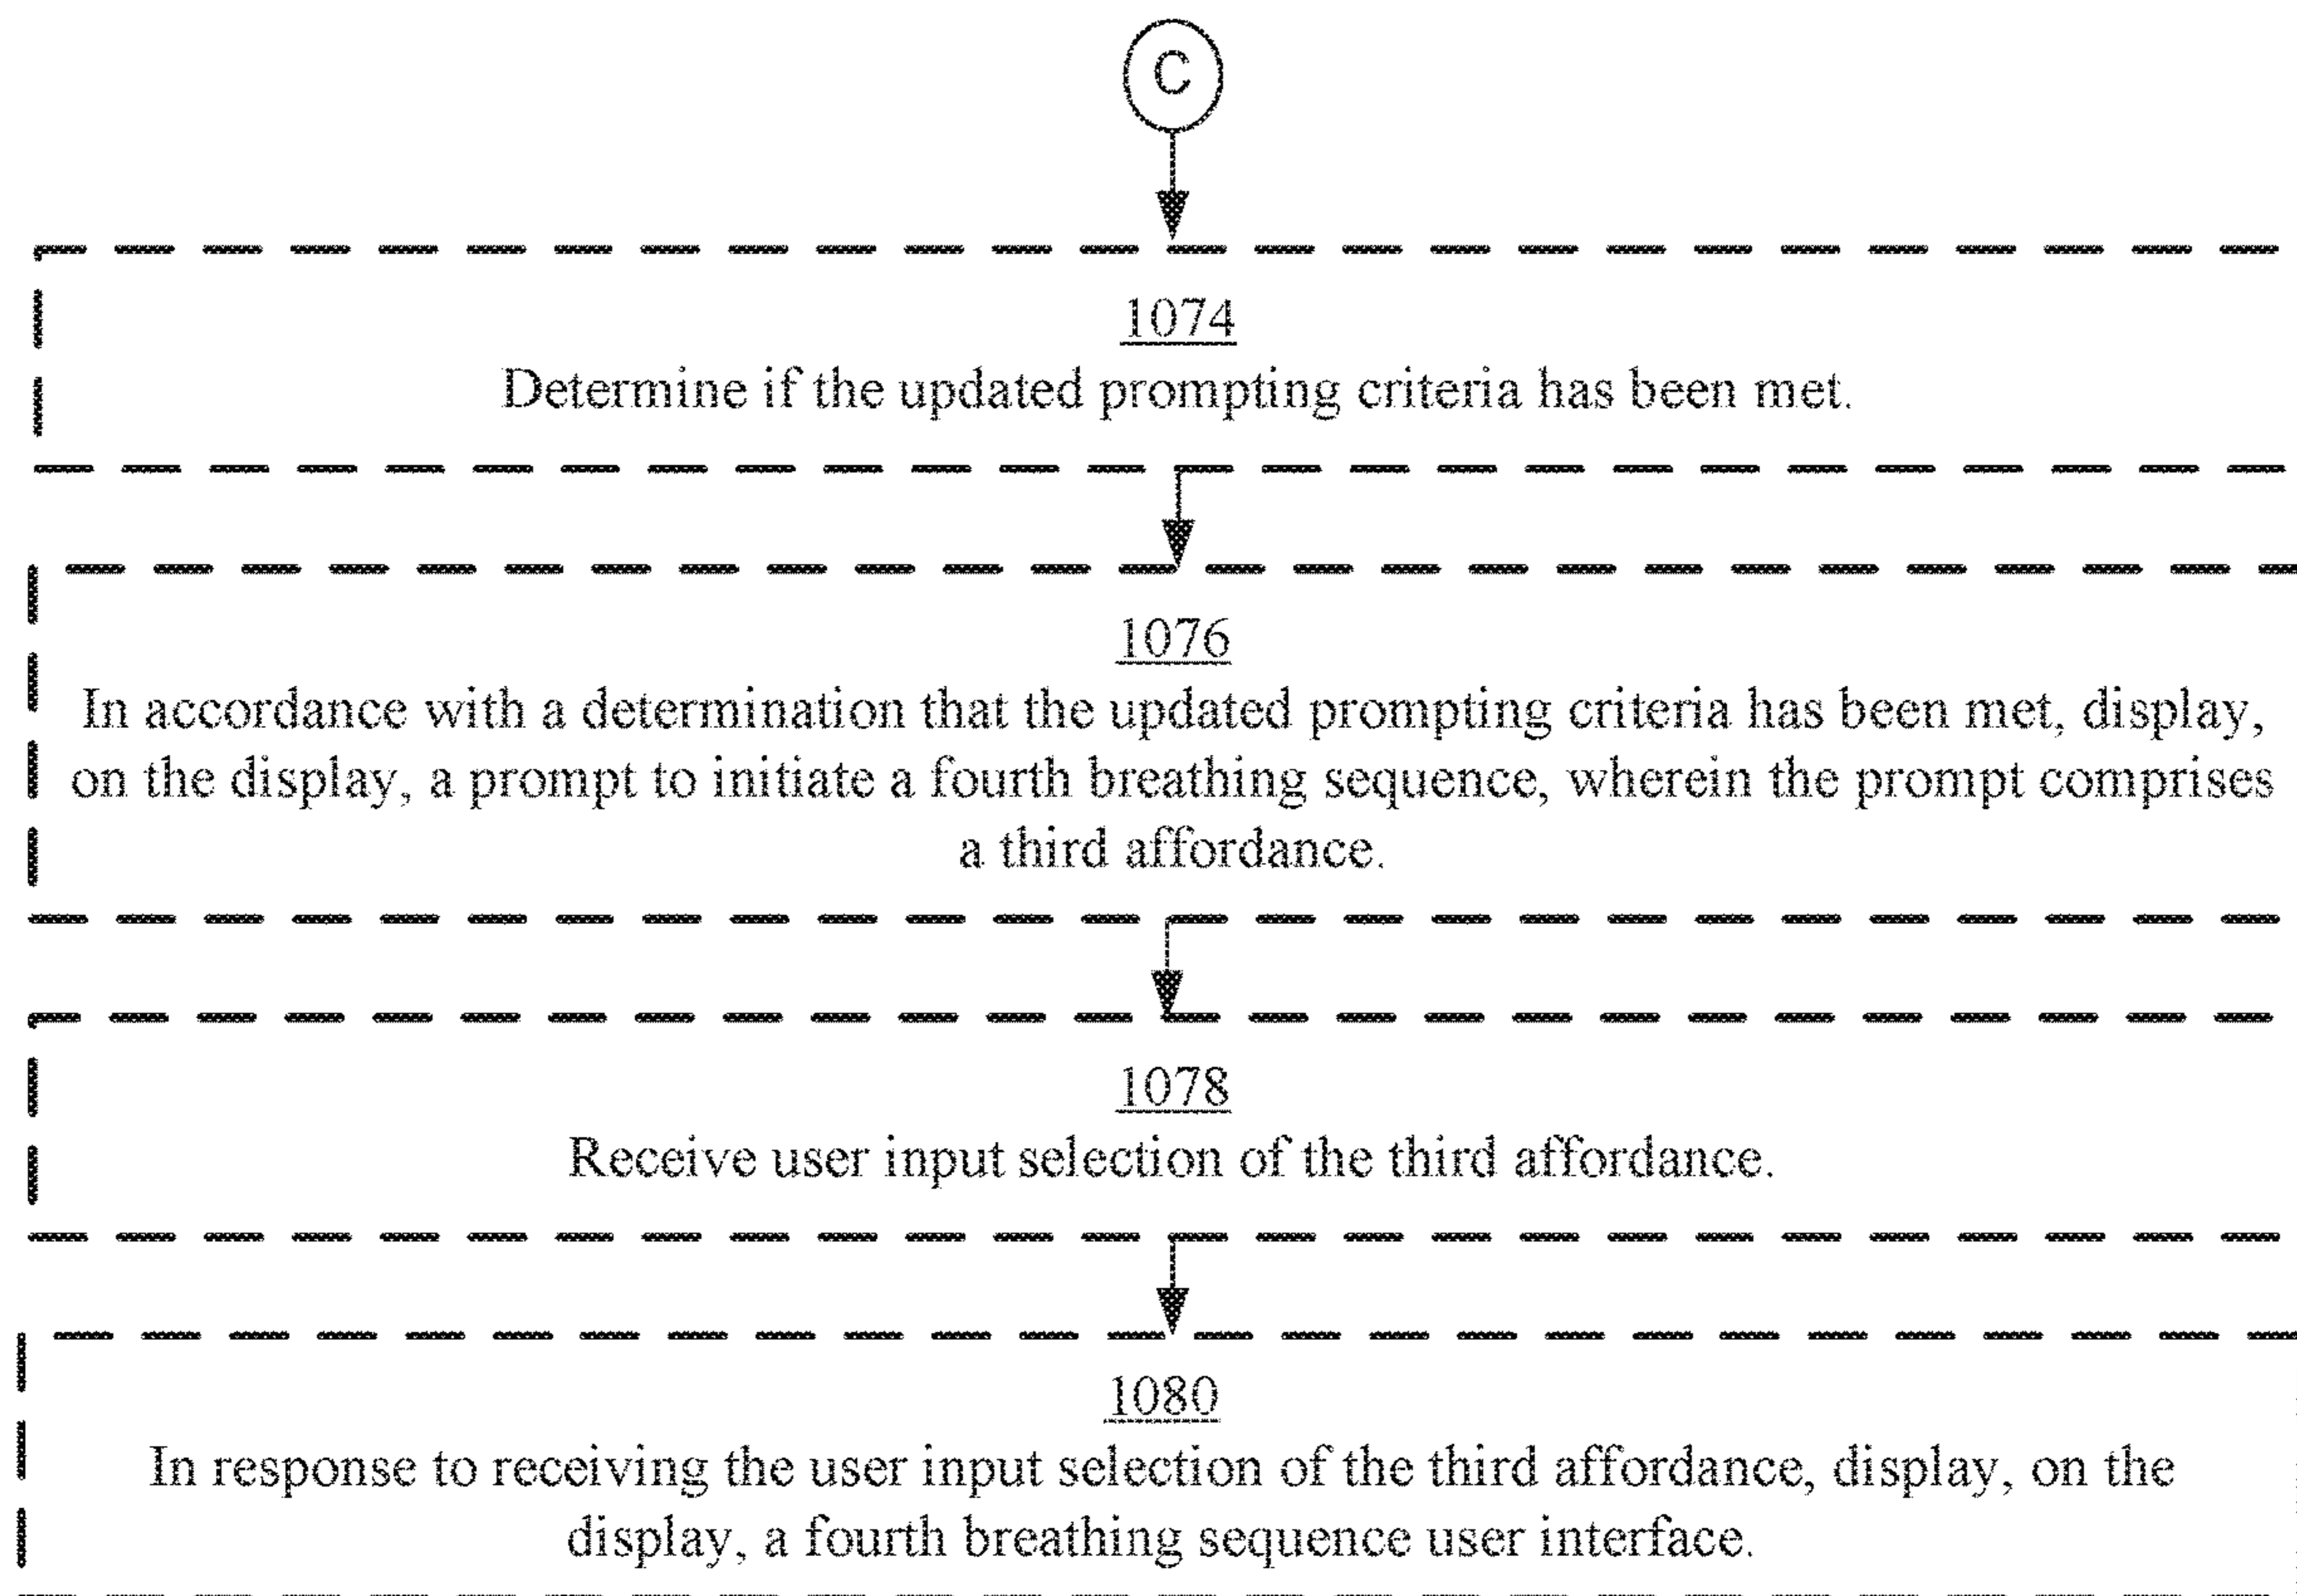 C
1074
Determine if the updated prompting criteria has been met.
1076
In accordance with a determination that the updated prompting criteria has been met, display,
on the display, a prompt to initiate a fourth breathing sequence, wherein the prompt comprises
a third affordance.
1078
Receive user input selection of the third affordance.
1080
In response to receiving the user input selection of the third affordance, display, on the
display, a fourth breathing sequence user interface.